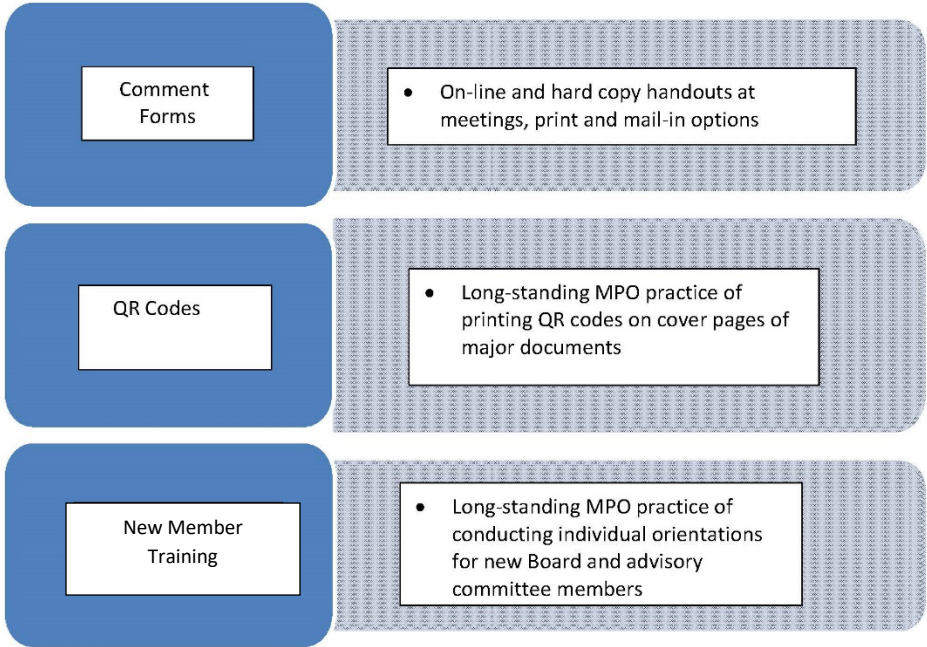 Comment
Forms
• On-line and hard copy handouts at
meetings, print and mail-in options
QR Codes
• Long-standing MPO practice of
printing QR codes on cover pages of
major documents
New Member
Training
• Long-standing MPO practice of
conducting individual orientations
for new Board and advisory
committee members